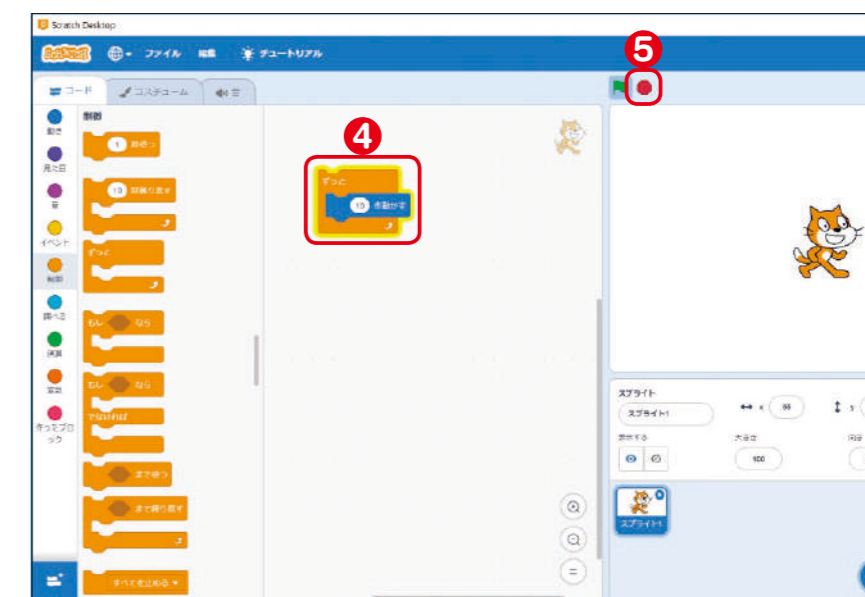 Scratch Desktop
SCRATCH
ファイル
編集
チュートリアル
5
コード
コスチューム
音
動き
見た目
音
イベント
制御
調べる
演算
変数
作ったブロック
制御
1 秒待つ
10 回繰り返す
ずっと
もし なら
もし なら
でなければ
まで待つ
まで繰り返す
すべてを止める
4
ずっと
10 歩動かす
スプライト
スプライト1
x
y
表示する
大きさ
100
向き
スプライト1